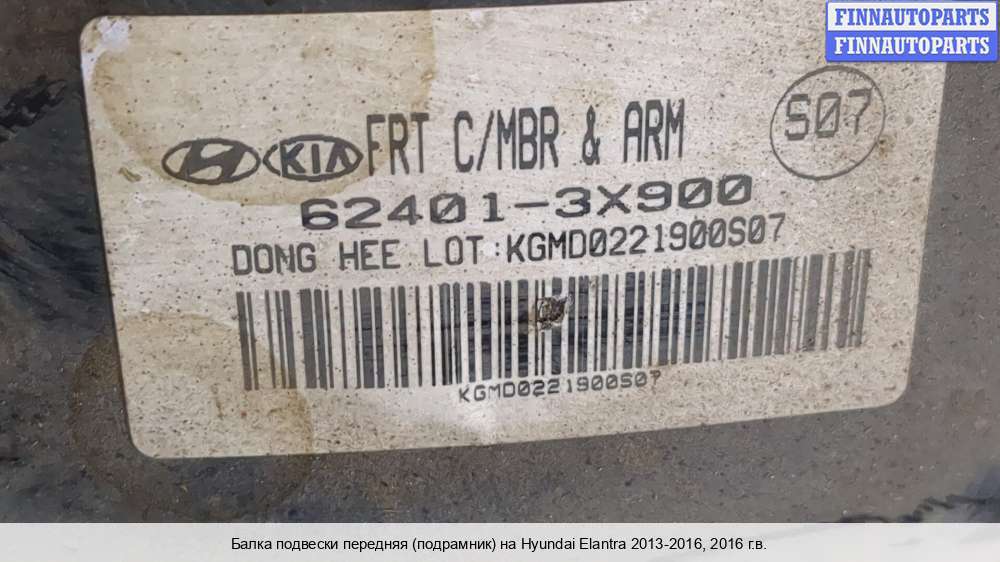 FINNAUTOPARTS
FINNAUTOPARTS
S07
KIA FRT C/MBR & ARM
62401-3X900
DONG HEE LOT:KGMD0221900S07
KGMD0221900S07
Балка подвески передняя (подрамник) на Hyundai Elantra 2013-2016, 2016 г.в.